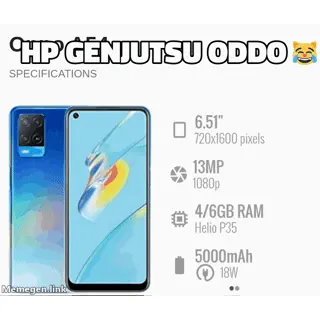 HP GENJUTSU ODDO 😹
SPECIFICATIONS
6.51"
720x1600 pixels
13MP
1080p
4/6GB RAM
Helio P35
5000mAh
18W
Memegen.link